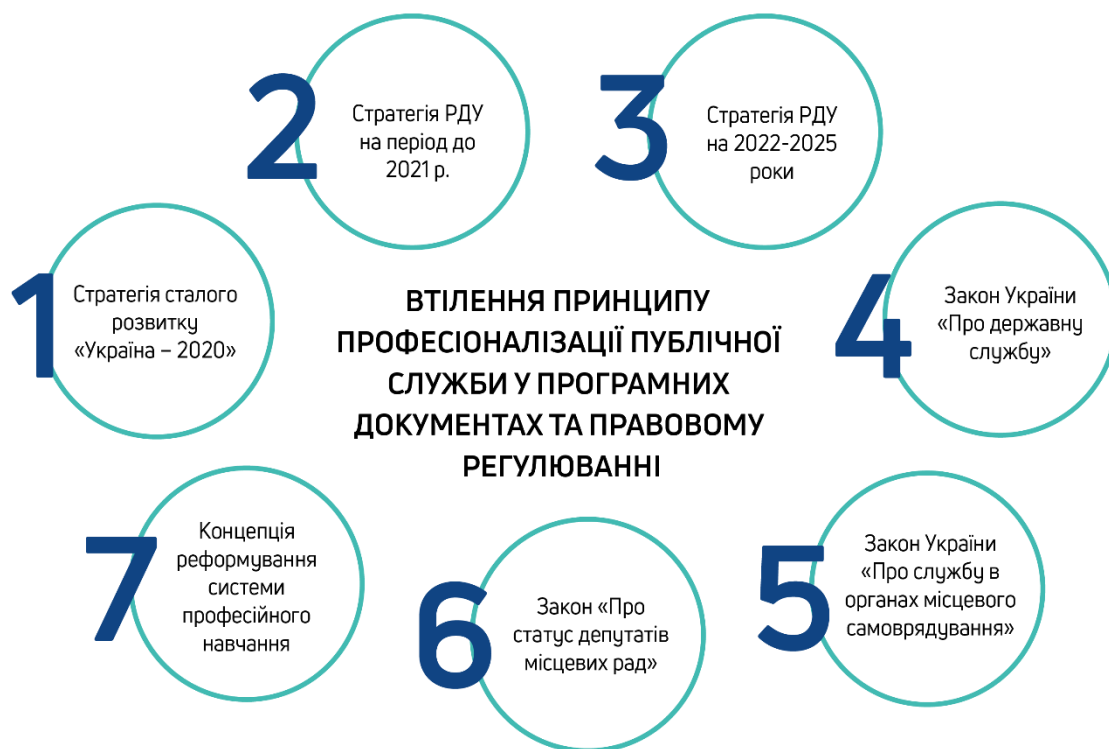 ВТІЛЕННЯ ПРИНЦИПУ
ПРОФЕСІОНАЛІЗАЦІЇ ПУБЛІЧНОЇ
СЛУЖБИ У ПРОГРАМНИХ
ДОКУМЕНТАХ ТА ПРАВОВОМУ
РЕГУЛЮВАННІ
1
Стратегія сталого
розвитку
«Україна – 2020»
2
Стратегія РДУ
на період до
2021 р.
3
Стратегія РДУ
на 2022-2025
роки
4
Закон України
«Про державну
службу»
5
Закон України
«Про службу в
органах місцевого
самоврядування»
6
Закон «Про
статус депутатів
місцевих рад»
7
Концепція
реформування
системи
професійного
навчання